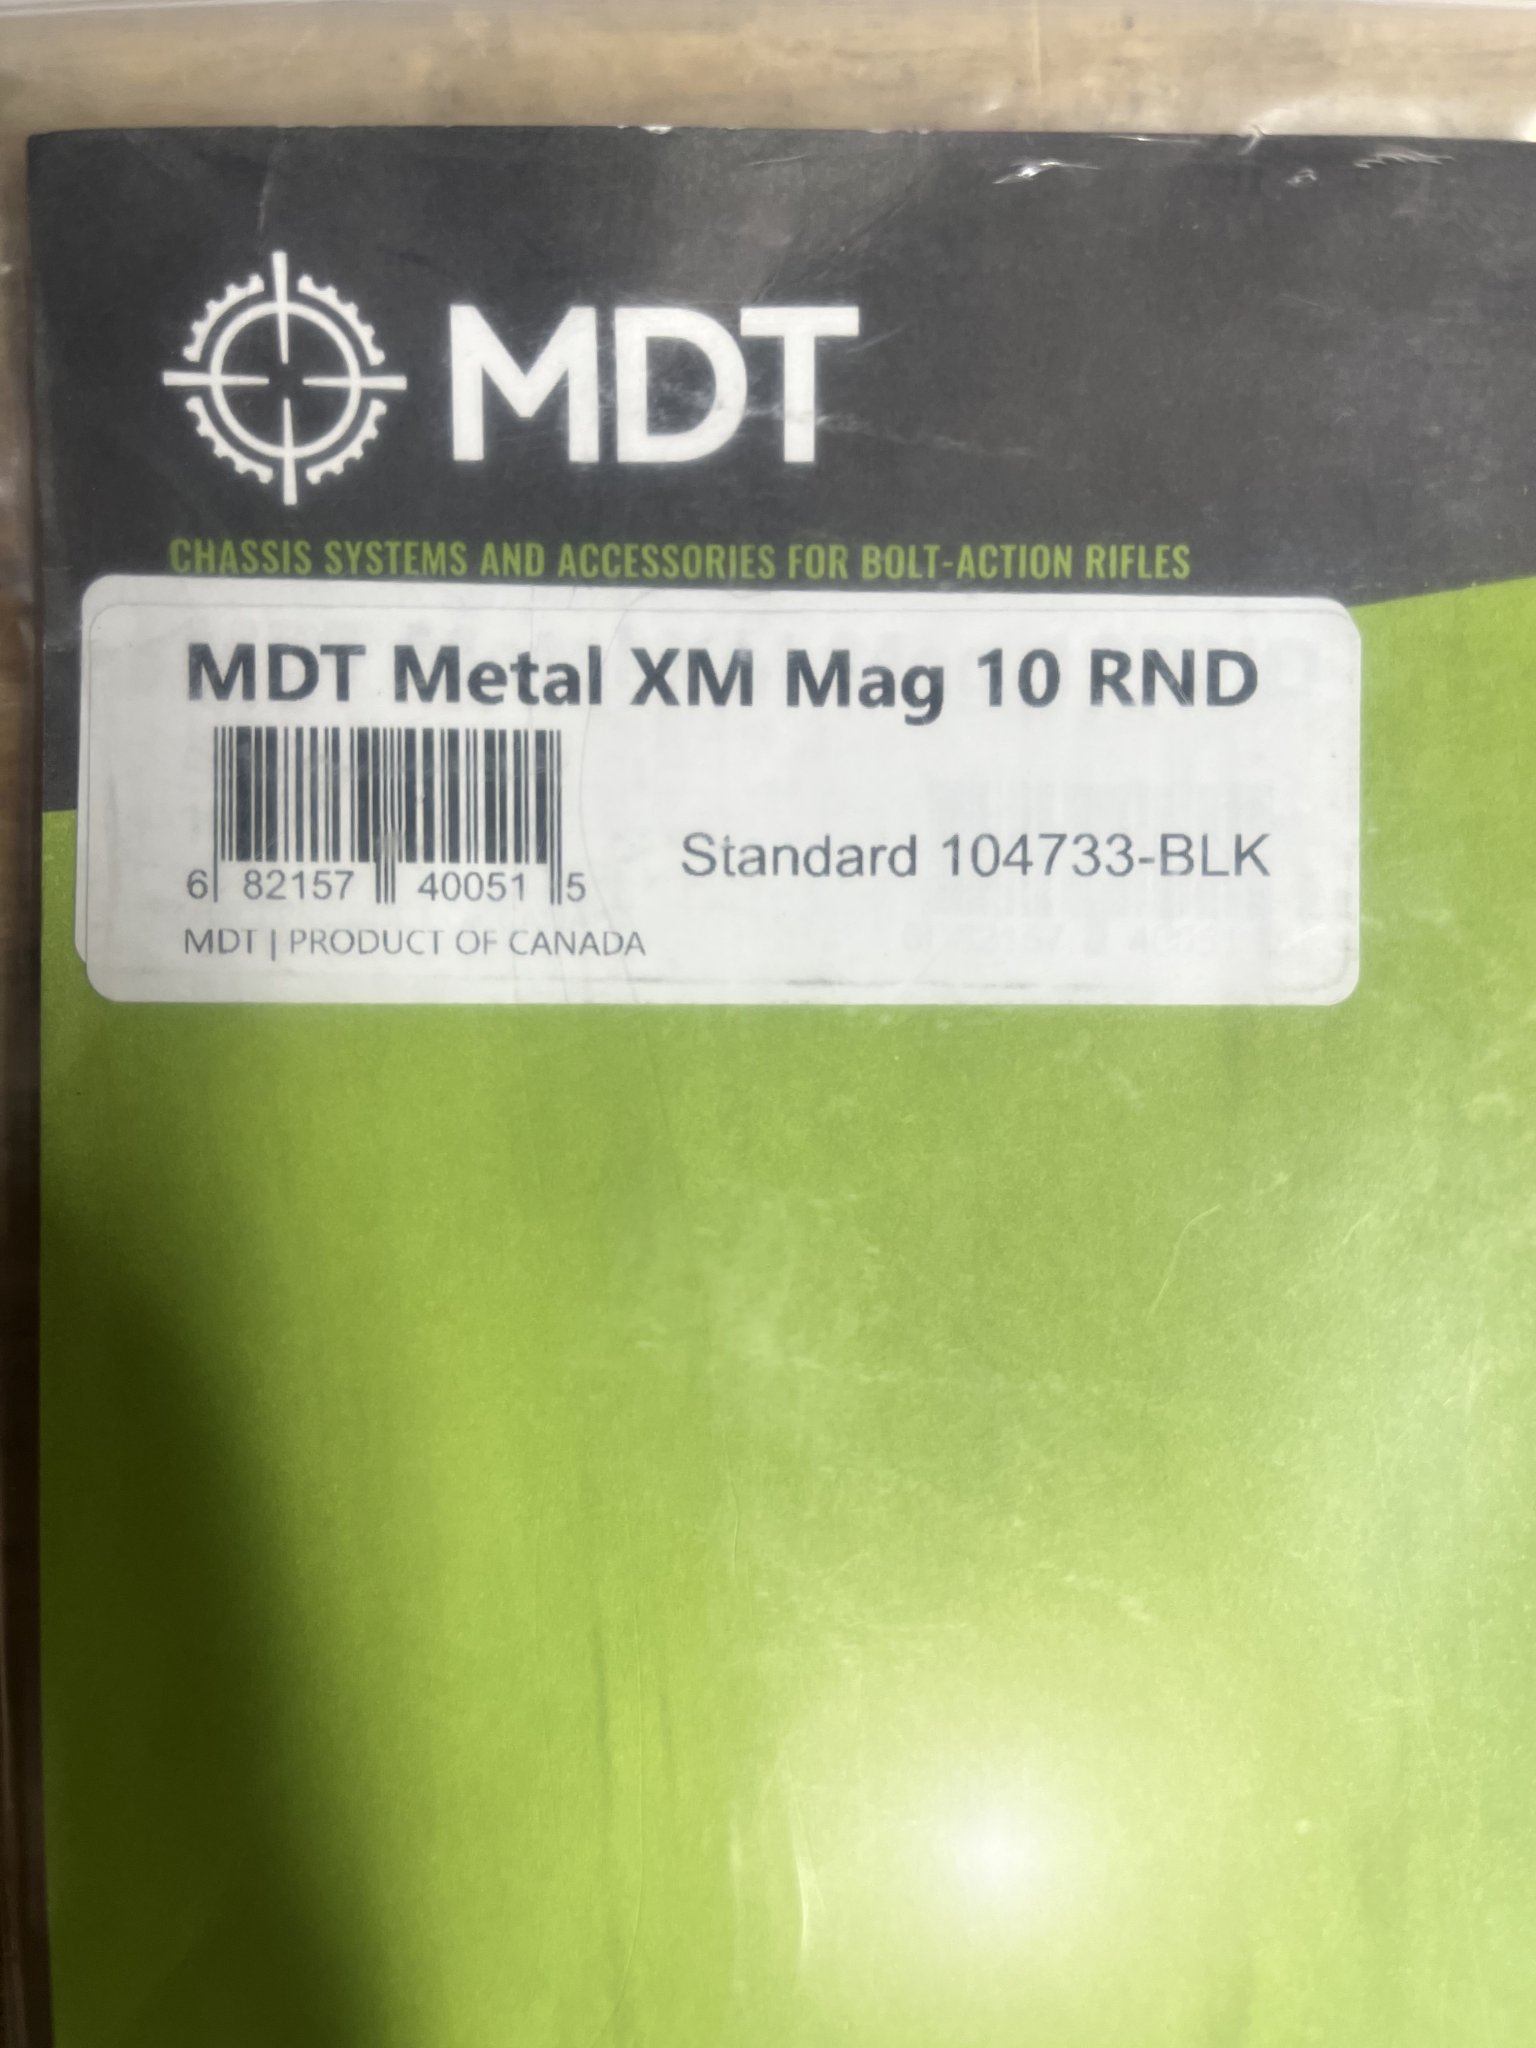 MDT
CHASSIS SYSTEMS AND ACCESSORIES FOR BOLT-ACTION RIFLES
MDT Metal XM Mag 10 RND
6 82157 40051 5
Standard 104733-BLK
MDT | PRODUCT OF CANADA